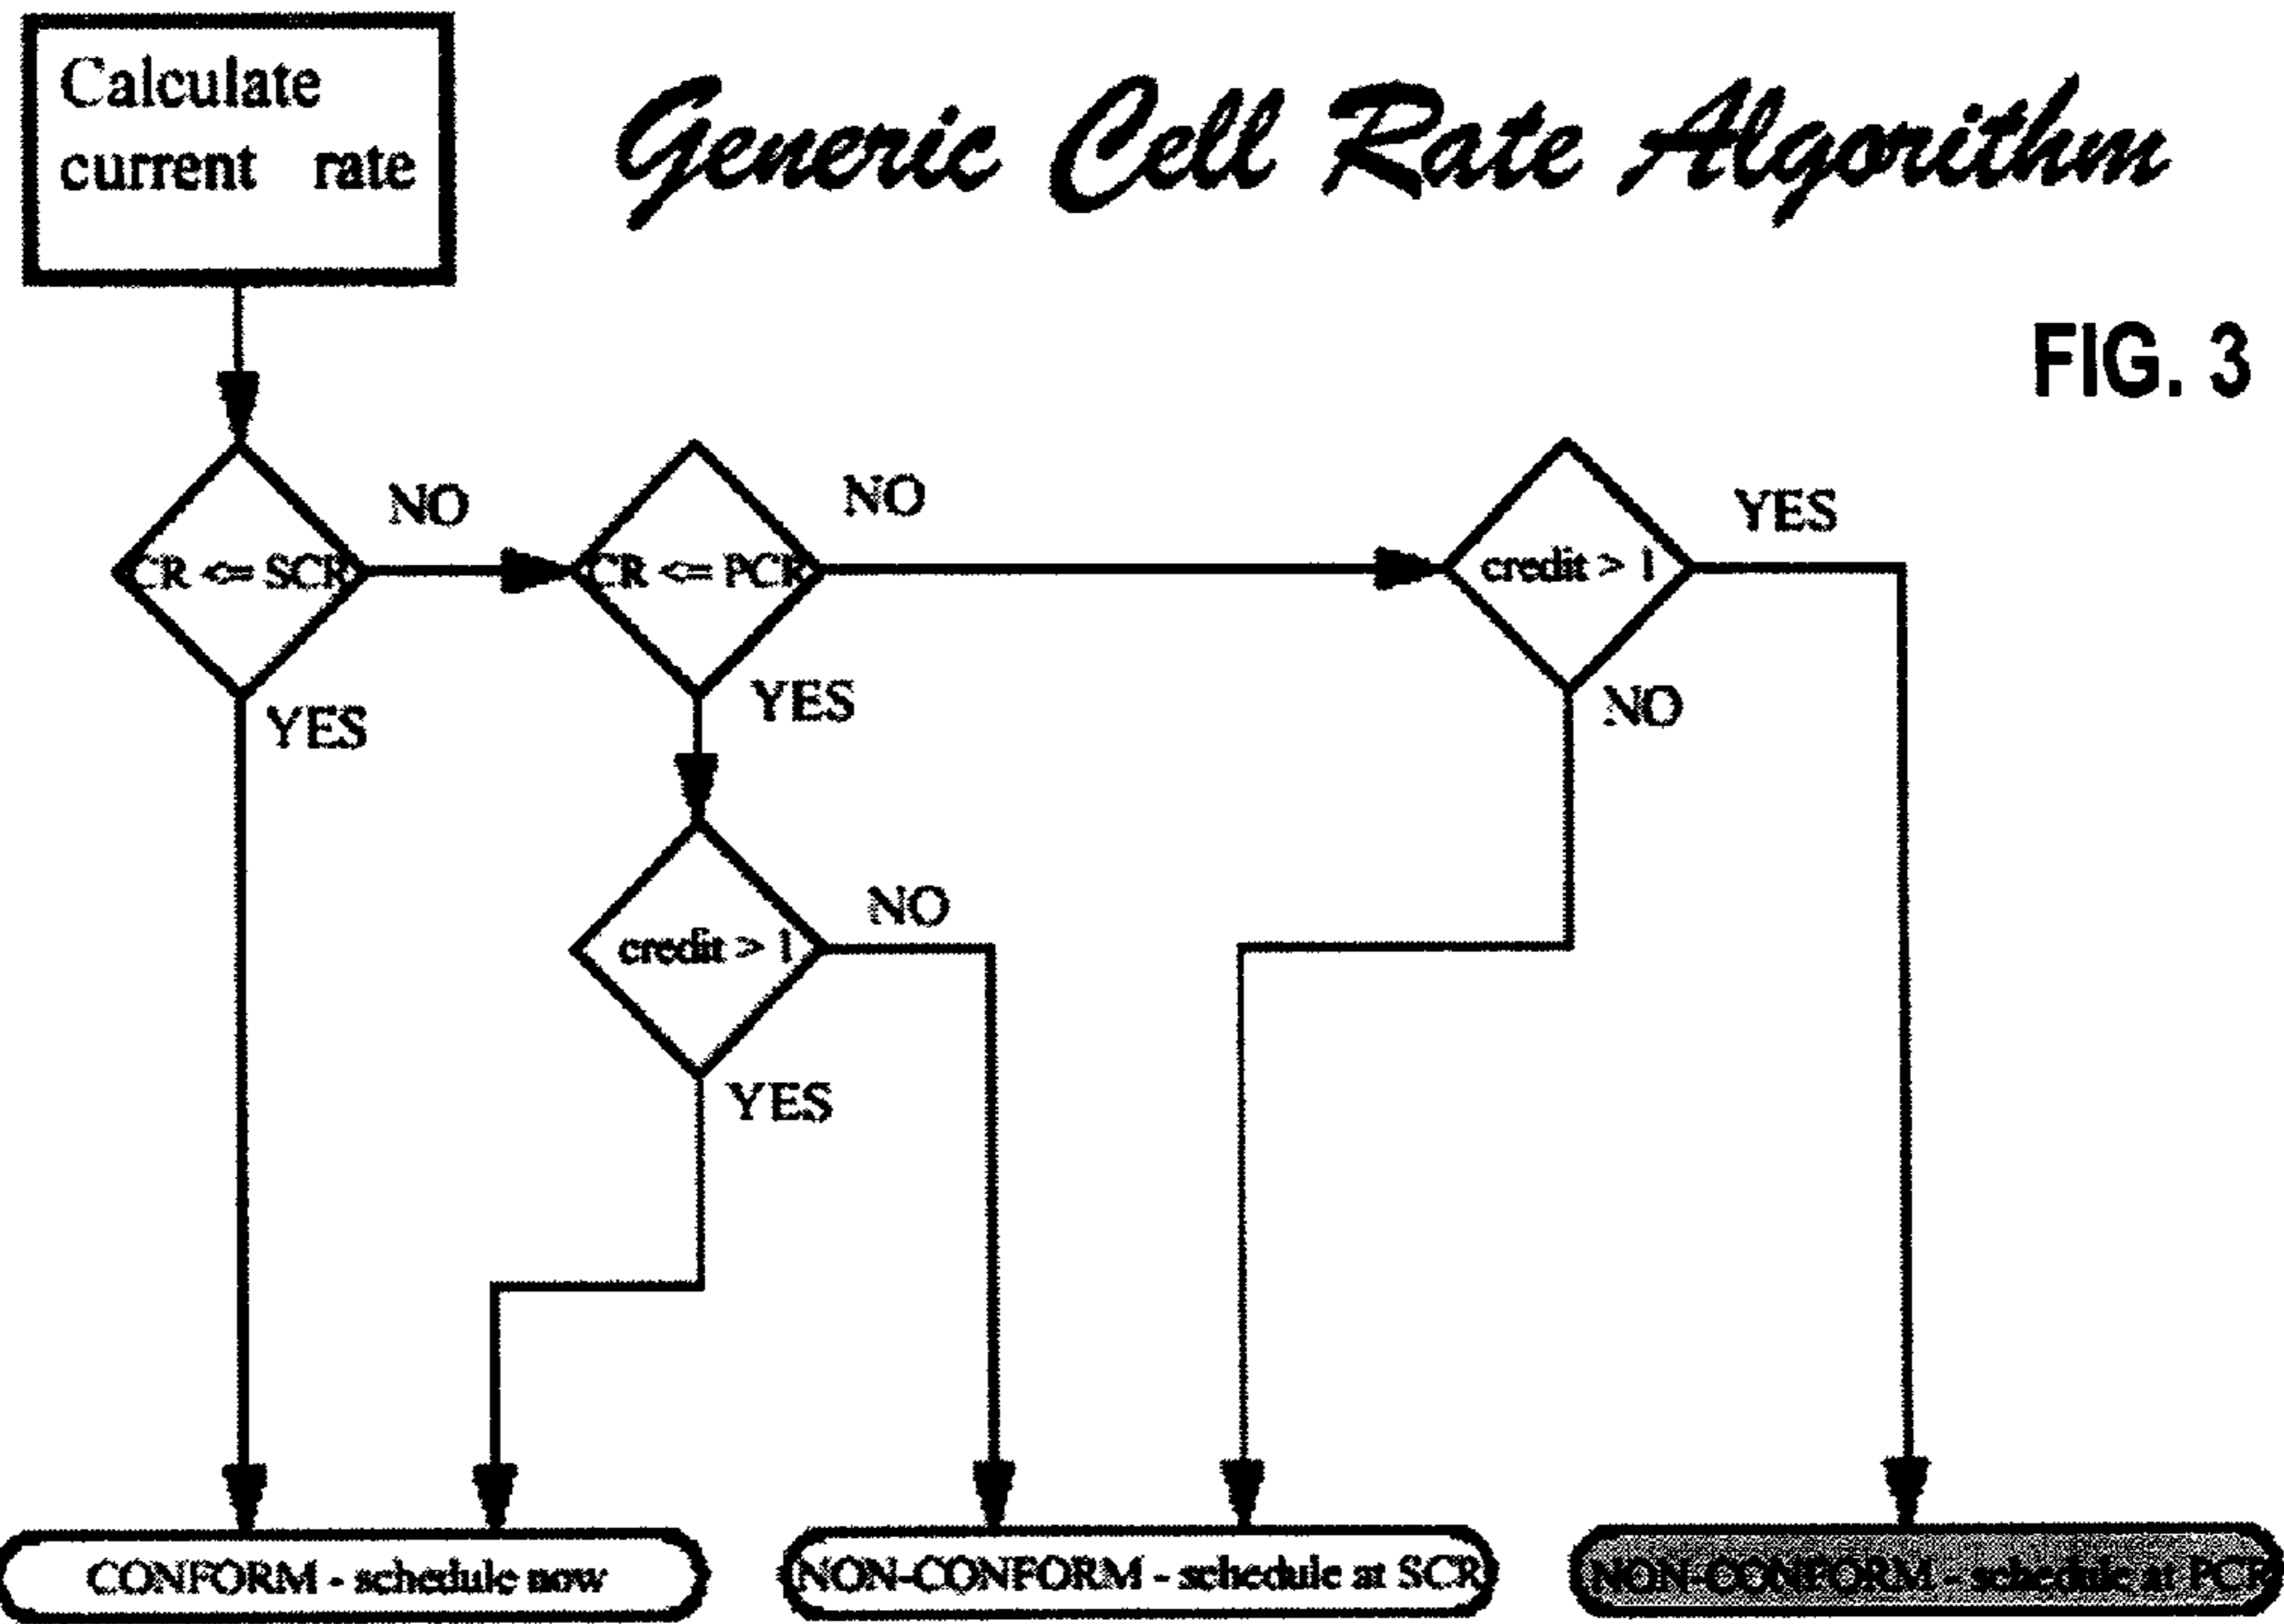 Calculate
current rate
Generic Cell Rate Algorithm
FIG. 3
CR <= SCR
NO
CR <= PCR
NO
credit > 1
YES
YES
YES
NO
credit > 1
NO
YES
CONFORM - schedule now
NON-CONFORM - schedule at SCR
NON-CONFORM - schedule at PCR